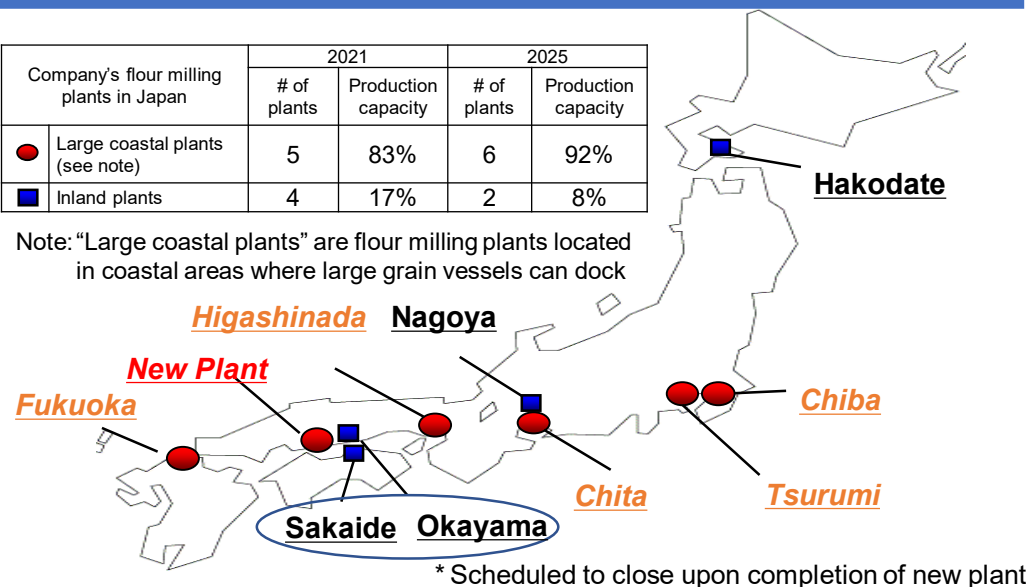 Company's flour milling
plants in Japan
2021
2025
# of
plants
Production
capacity
# of
plants
Production
capacity
Large coastal plants
(see note)
5
83%
6
92%
Inland plants
4
17%
2
8%
Note: “Large coastal plants” are flour milling plants located
in coastal areas where large grain vessels can dock
Hakodate
Higashinada
Nagoya
New Plant
Fukuoka
Chiba
Chita
Tsurumi
Sakaide
Okayama
* Scheduled to close upon completion of new plant